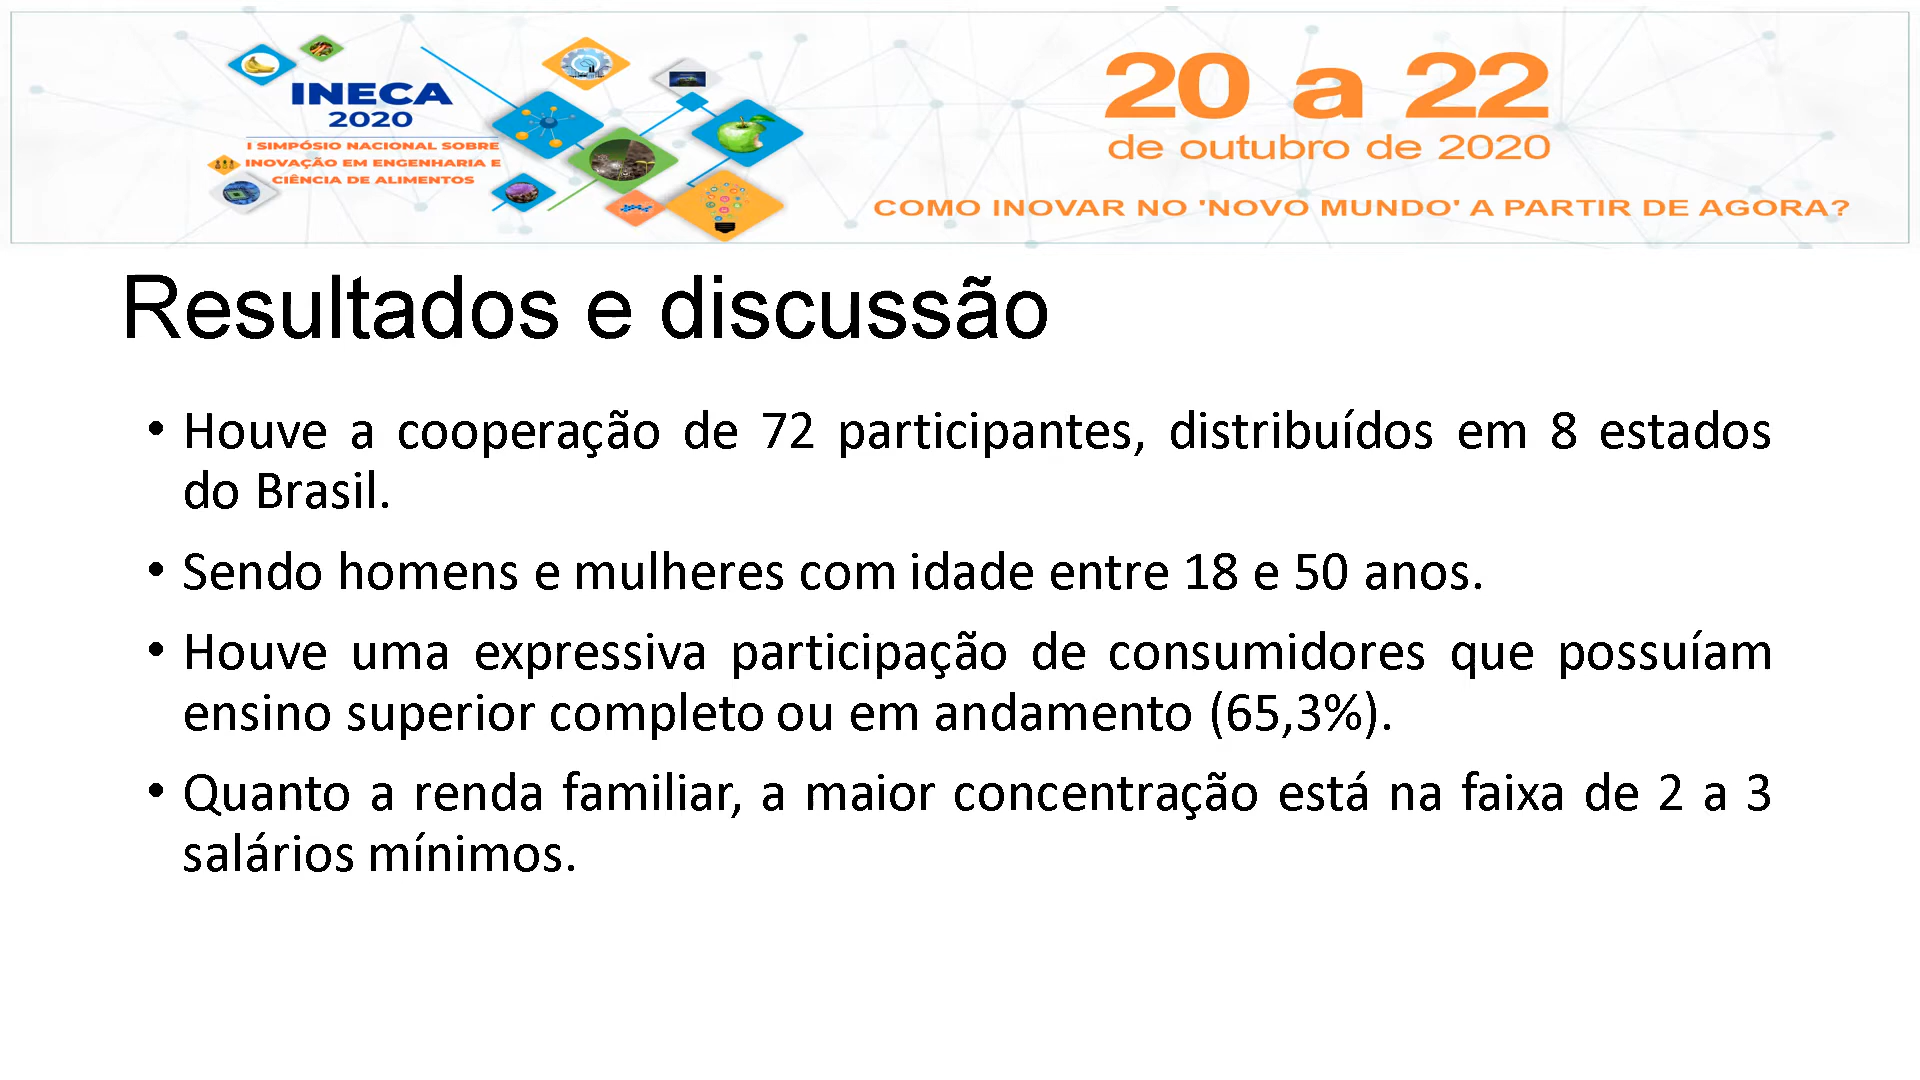 INECA
2020
I SIMPÓSIO NACIONAL SOBRE
INOVAÇÃO EM ENGENHARIA E
CIÊNCIA DE ALIMENTOS
20 a 22
de outubro de 2020
COMO INOVAR NO 'NOVO MUNDO' A PARTIR DE AGORA?
Resultados e discussão
• Houve a cooperação de 72 participantes, distribuídos em 8 estados
do Brasil.
• Sendo homens e mulheres com idade entre 18 e 50 anos.
• Houve uma expressiva participação de consumidores que possuíam
ensino superior completo ou em andamento (65,3%).
• Quanto a renda familiar, a maior concentração está na faixa de 2 a 3
salários mínimos.